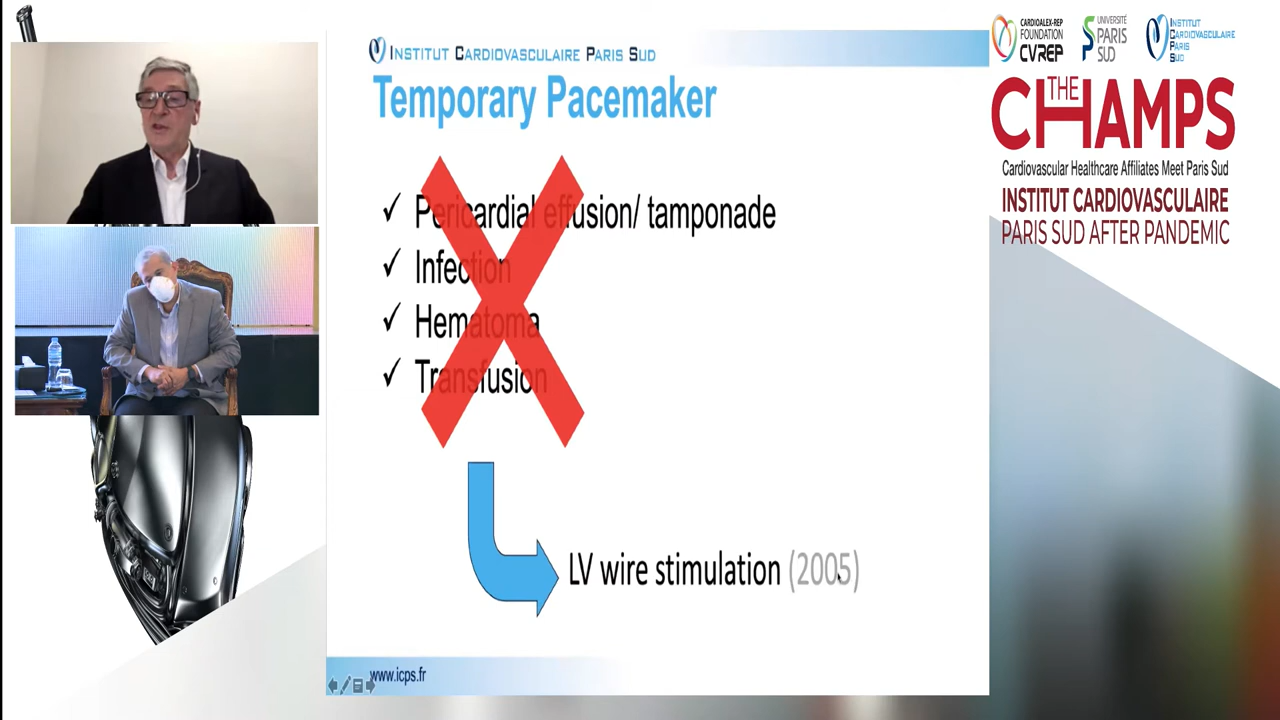 INSTITUT CARDIOVASCULAIRE PARIS SUD
Temporary Pacemaker
✓ Pericardial effusion/ tamponade
✓ Infection
✓ Hematoma
✓ Transfusion
LV wire stimulation (2005)
www.icps.fr
CARDIOALEX-REP
FOUNDATION
CVREP
UNIVERSITÉ
PARIS
SUD
INSTITUT
CARDIOVASCULAIRE
PARIS
SUD
THE
CHAMPS
Cardiovascular Healthcare Affiliates Meet Paris Sud
INSTITUT CARDIOVASCULAIRE
PARIS SUD AFTER PANDEMIC